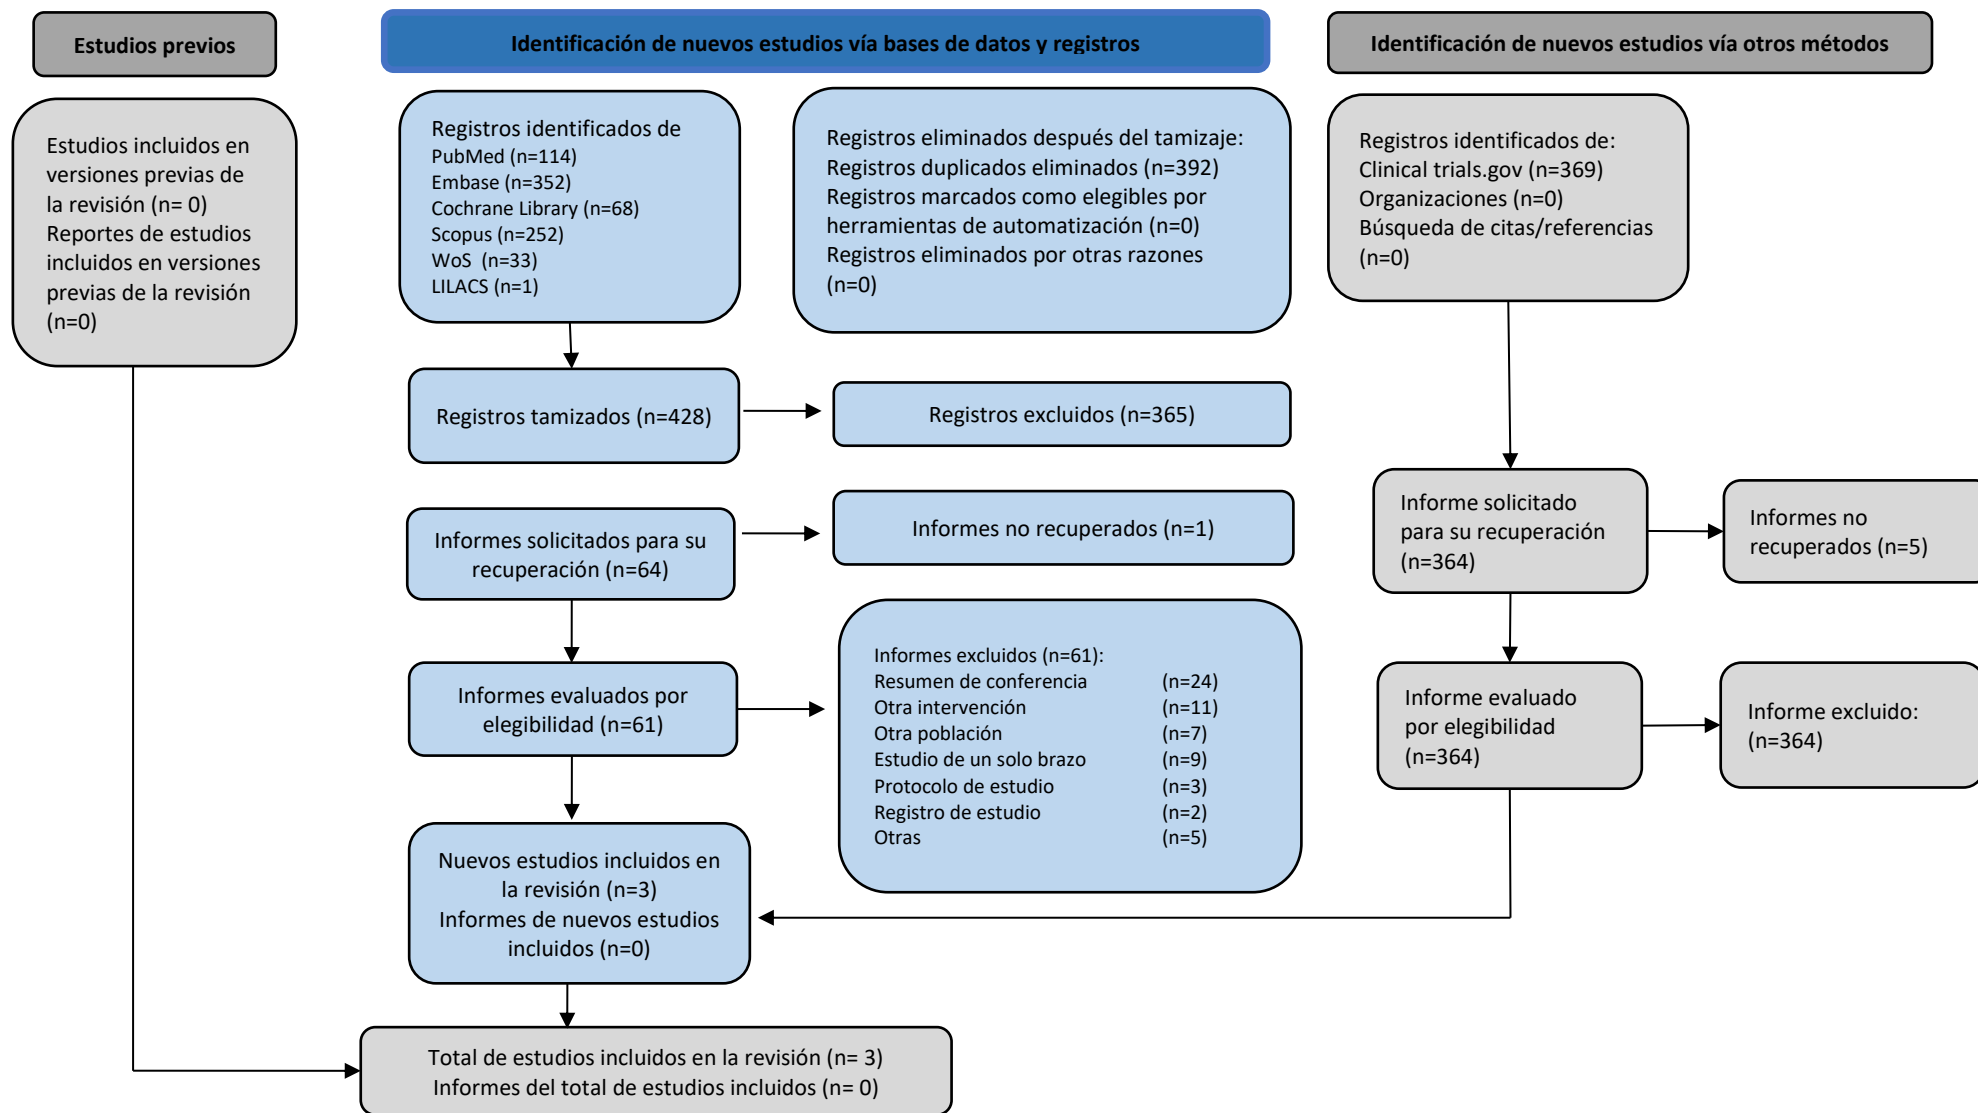 Estudios previos
Identificación de nuevos estudios vía bases de datos y registros
Identificación de nuevos estudios vía otros métodos
Estudios incluidos en
versiones previas de
la revisión (n= 0)
Reportes de estudios
incluidos en versiones
previas de la revisión
(n=0)
Registros identificados de
PubMed (n=114)
Embase (n=352)
Cochrane Library (n=68)
Scopus (n=252)
WoS (n=33)
LILACS (n=1)
Registros eliminados después del tamizaje:
Registros duplicados eliminados (n=392)
Registros marcados como elegibles por
herramientas de automatización (n=0)
Registros eliminados por otras razones
(n=0)
Registros identificados de:
Clinical trials.gov (n=369)
Organizaciones (n=0)
Búsqueda de citas/referencias
(n=0)
Registros tamizados (n=428)
Registros excluidos (n=365)
Informes solicitados para su
recuperación (n=64)
Informes no recuperados (n=1)
Informe solicitado
para su recuperación
(n=364)
Informes no
recuperados (n=5)
Informes evaluados por
elegibilidad (n=61)
Informes excluidos (n=61):
Resumen de conferencia (n=24)
Otra intervención (n=11)
Otra población (n=7)
Estudio de un solo brazo (n=9)
Protocolo de estudio (n=3)
Registro de estudio (n=2)
Otras (n=5)
Informe evaluado
por elegibilidad
(n=364)
Informe excluido:
(n=364)
Nuevos estudios incluidos en
la revisión (n=3)
Informes de nuevos estudios
incluidos (n=0)
Total de estudios incluidos en la revisión (n= 3)
Informes del total de estudios incluidos (n= 0)